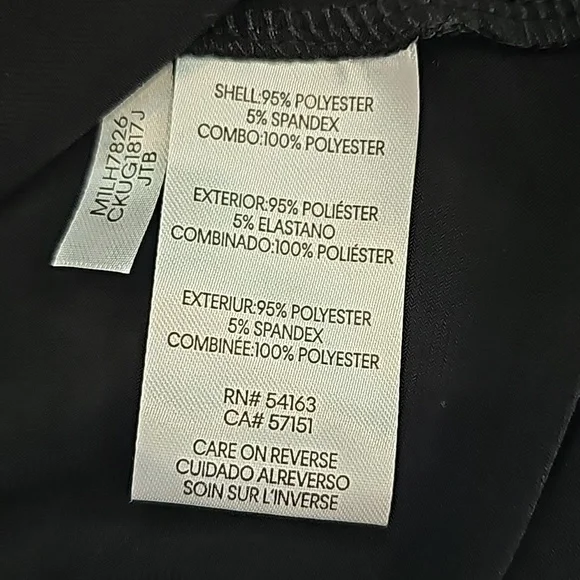 SHELL:95% POLYESTER
5% SPANDEX
COMBO:100% POLYESTER
EXTERIOR:95% POLIÉSTER
5% ELASTANO
COMBINADO:100% POLIÉSTER
EXTERIUR:95% POLYESTER
5% SPANDEX
COMBINÉE:100% POLYESTER
RN# 54163
CA# 57151
CARE ON REVERSE
CUIDADO ALREVERSO
SOIN SUR L'INVERSE
M1LH7826
CKUG1817J
JTB